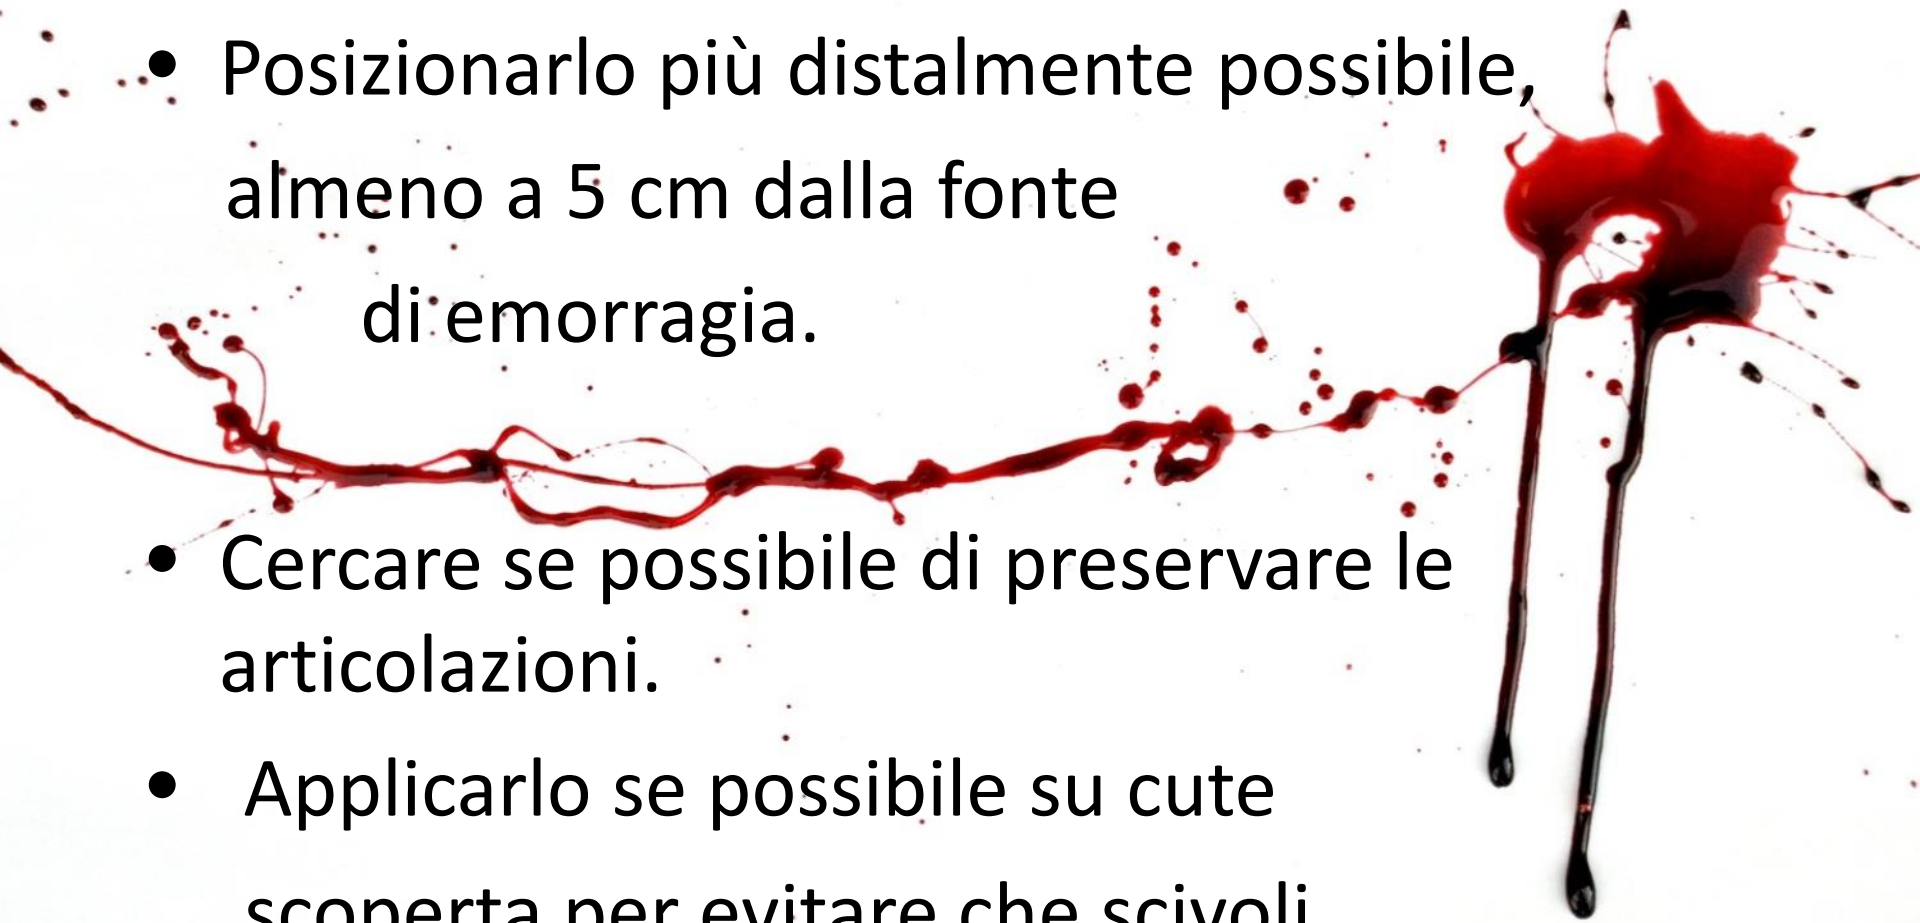 • Posizionarlo più distalmente possibile,
almeno a 5 cm dalla fonte
di emorragia.
• Cercare se possibile di preservare le
articolazioni.
• Applicarlo se possibile su cute
scoperta per evitare che scivoli